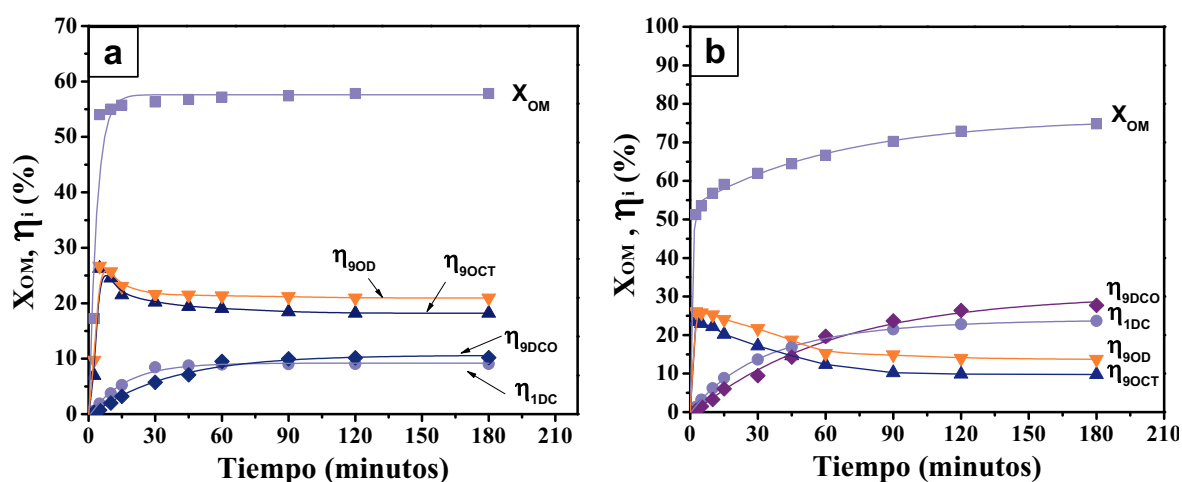 a
X_OM, η_i (%)
70
60
50
40
30
20
10
0
X_OM
η_9OD
η_9OCT
η_9DCO
η_1DC
0 30 60 90 120 150 180 210
Tiempo (minutos)
b
X_OM , η_i (%)
100
90
80
70
60
50
40
30
20
10
0
X_OM
η_9DCO
η_1DC
η_9OD
η_9OCT
0 30 60 90 120 150 180 210
Tiempo (minutos)